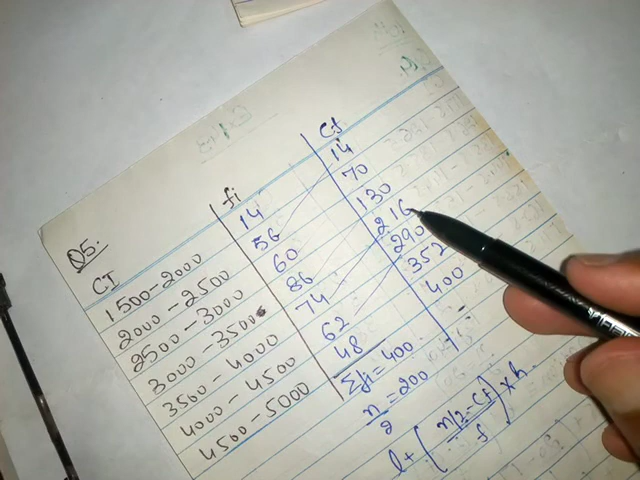 Q5.
CI fi Cf
1500-2000 14 14
2000-2500 56 70
2500-3000 60 130
3000-3500 86 216
3500-4000 74 290
4000-4500 62 352
4500-5000 48 400
Σfi=400
n/2=200
l+(n/2-Cf/f)×h